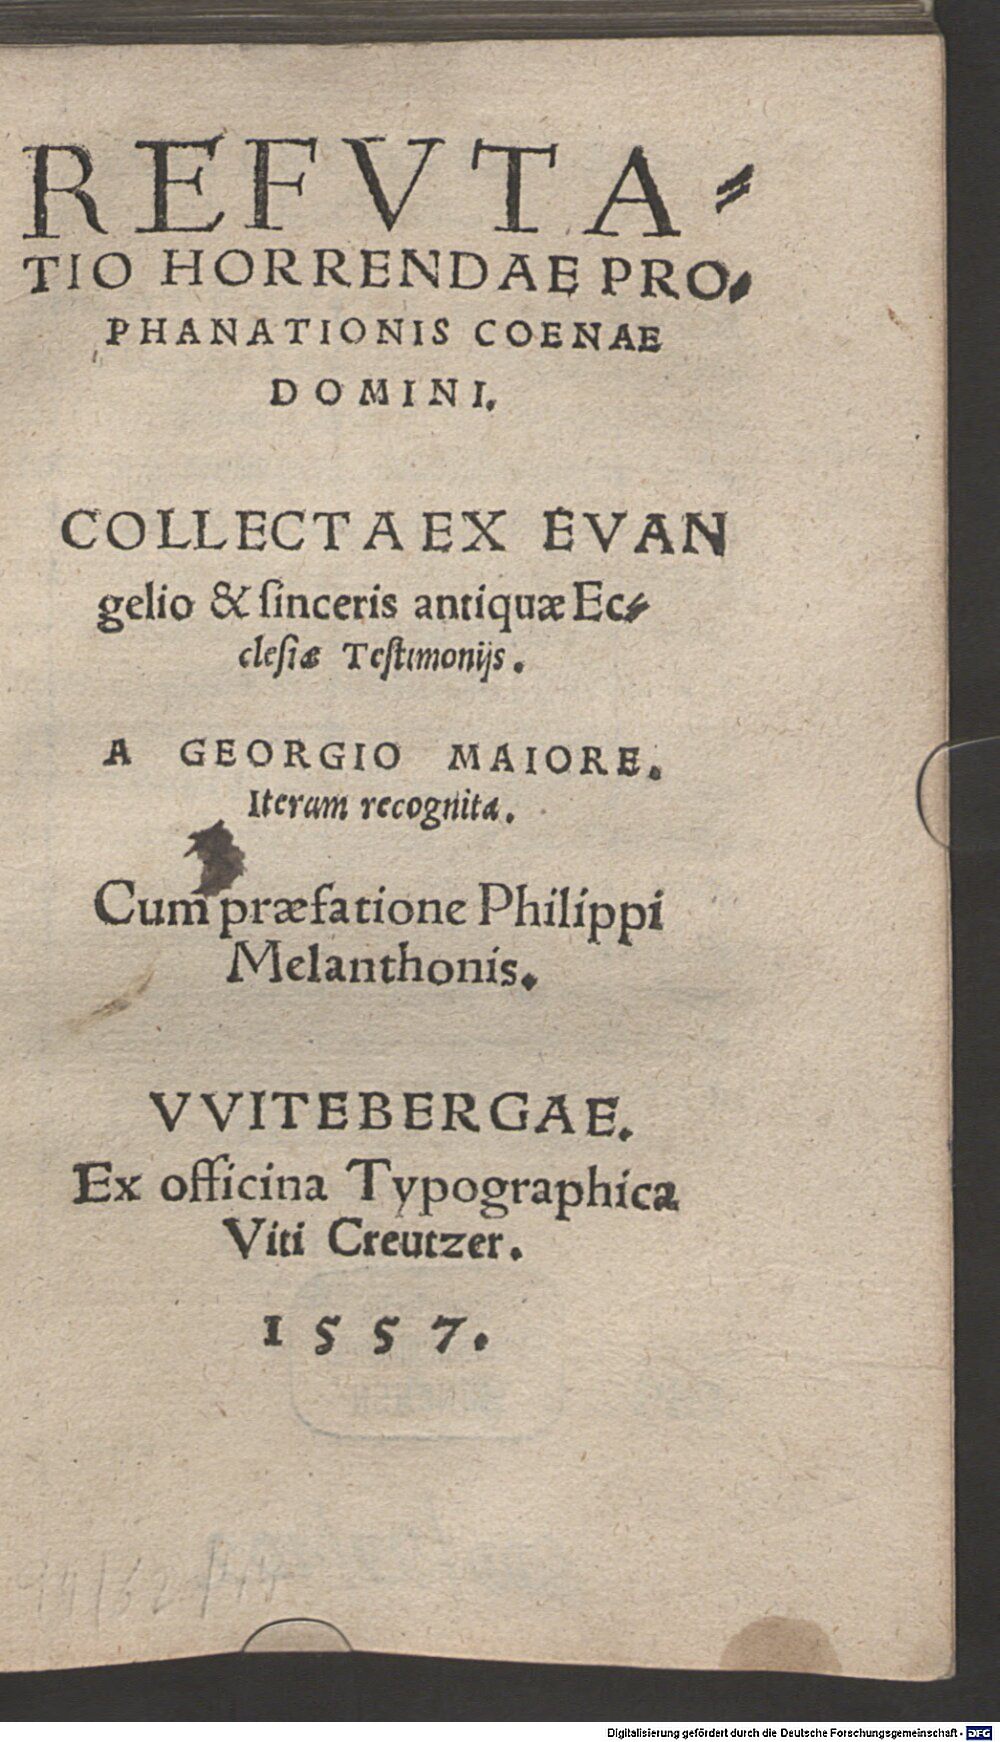 REFVTA-
TIO HORRENDAE PRO-
PHANATIONIS COENAE
DOMINI.
COLLECTA EX EVAN
gelio & ſinceris antiquæ Ec-
cleſiæ Teſtimonijs.
A GEORGIO MAIORE.
Iterum recognita.
Cum præfatione Philippi
Melanthonis.
VVITEBERGAE.
Ex officina Typographica
Viti Creutzer.
1557.
Digitalisierung gefördert durch die Deutsche Forschungsgemeinschaft - DFG